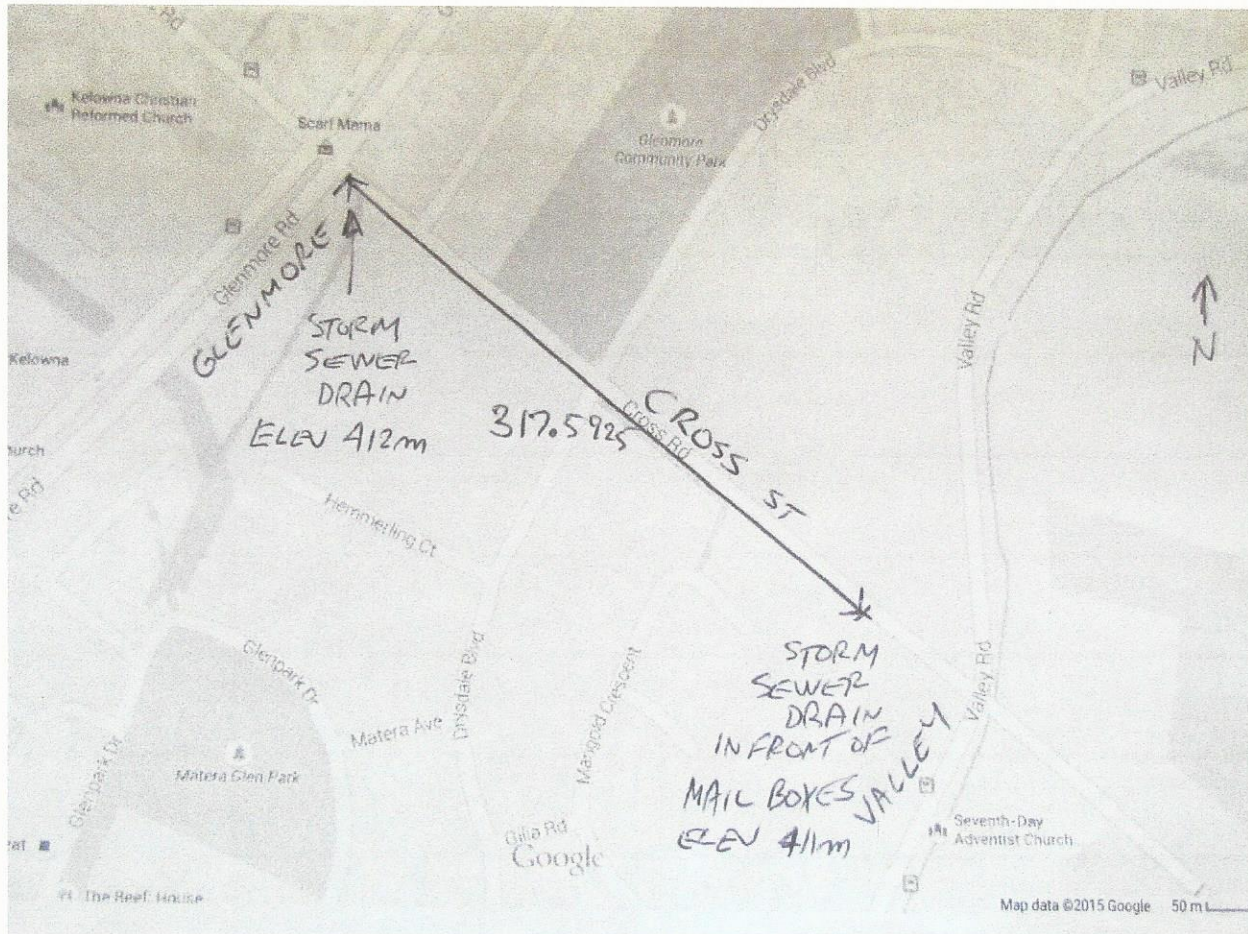 Rd
G
Kelowna Christian
Reformed Church
Scarf Mama
Glenmore
Community Park
Drysdale Blvd
Valley Rd
Glenmore Rd
GLENMORE
STORM
SEWER
DRAIN
ELEV 412m
N
Valley Rd
Kelowna
urch
e Rd
317.5925
CROSS ST
Cross Rd
Hemmerling Ct
Glenpark Dr
Drysdale Blvd
Matera Ave
Marigold Crescent
Glenpark Dr
Matera Glen Park
STORM
SEWER
DRAIN
IN FRONT OF
MAIL BOXES
ELEV 411m
VALLEY
Valley Rd
Gilia Rd
Google
Seventh-Day
Adventist Church
zat
The Reef House
Map data ©2015 Google 50 m